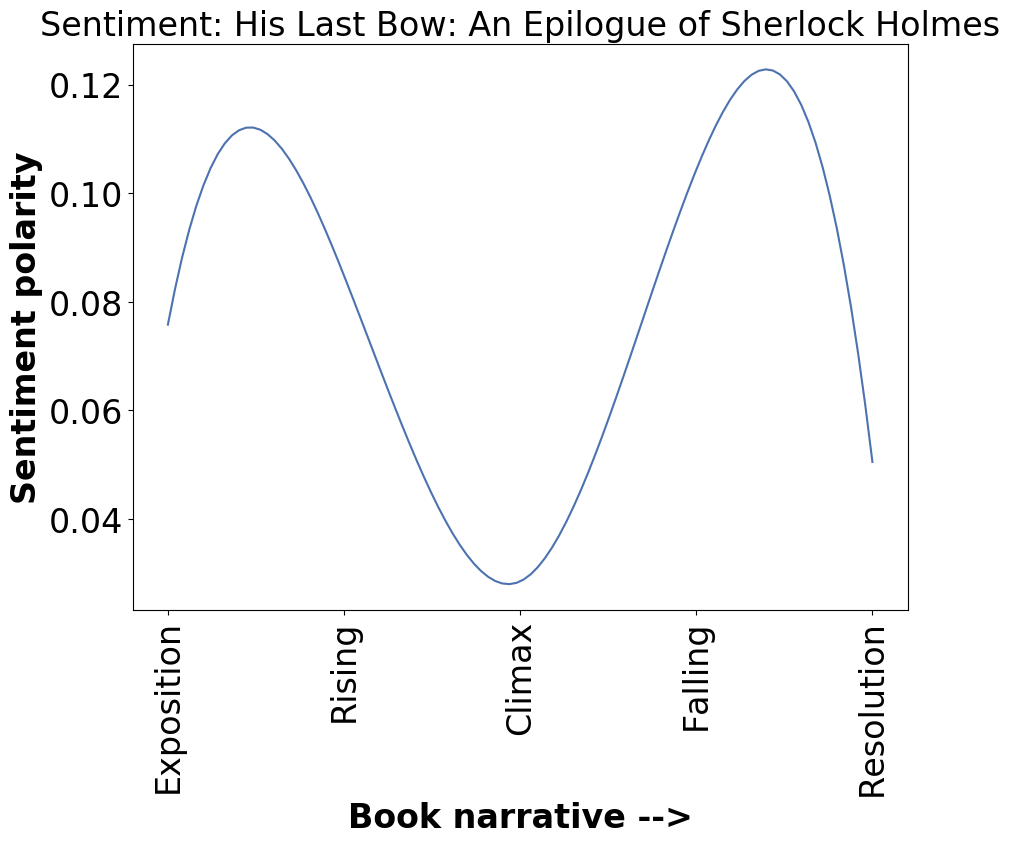 Sentiment: His Last Bow: An Epilogue of Sherlock Holmes
Sentiment polarity
0.12
0.10
0.08
0.06
0.04
Exposition
Rising
Climax
Falling
Resolution
Book narrative -->